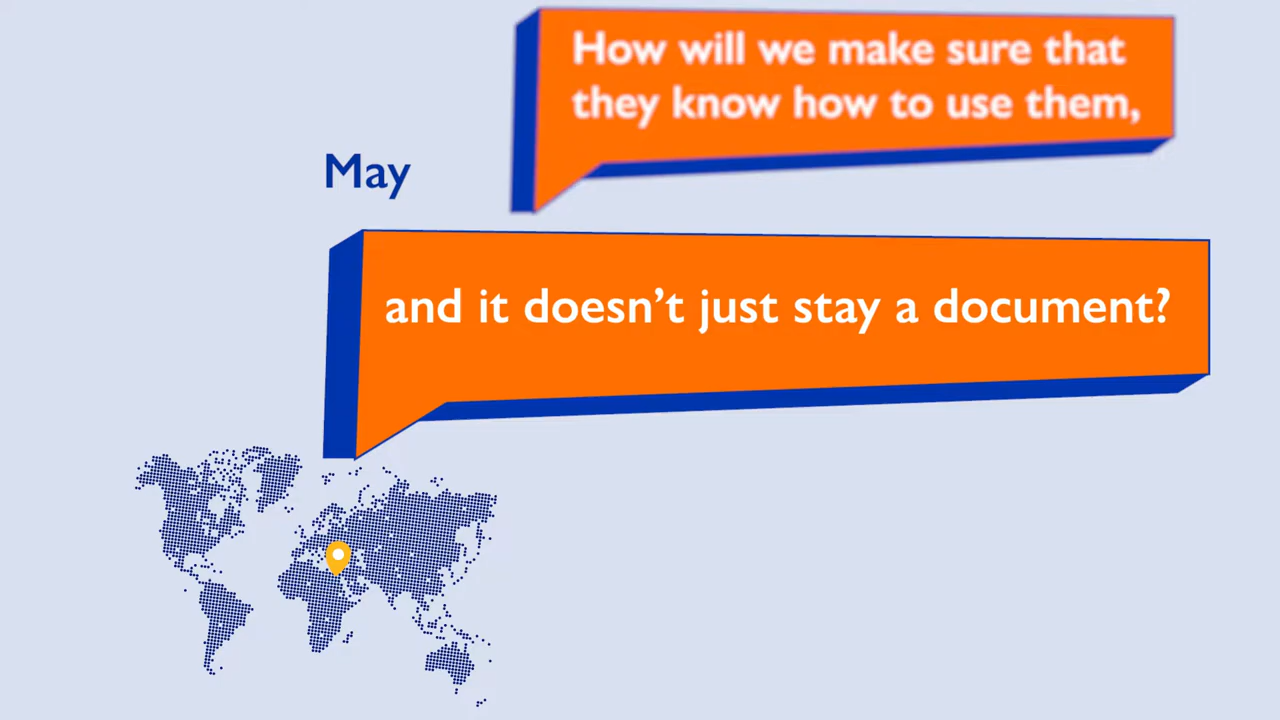 How will we make sure that
they know how to use them,
May
and it doesn’t just stay a document?